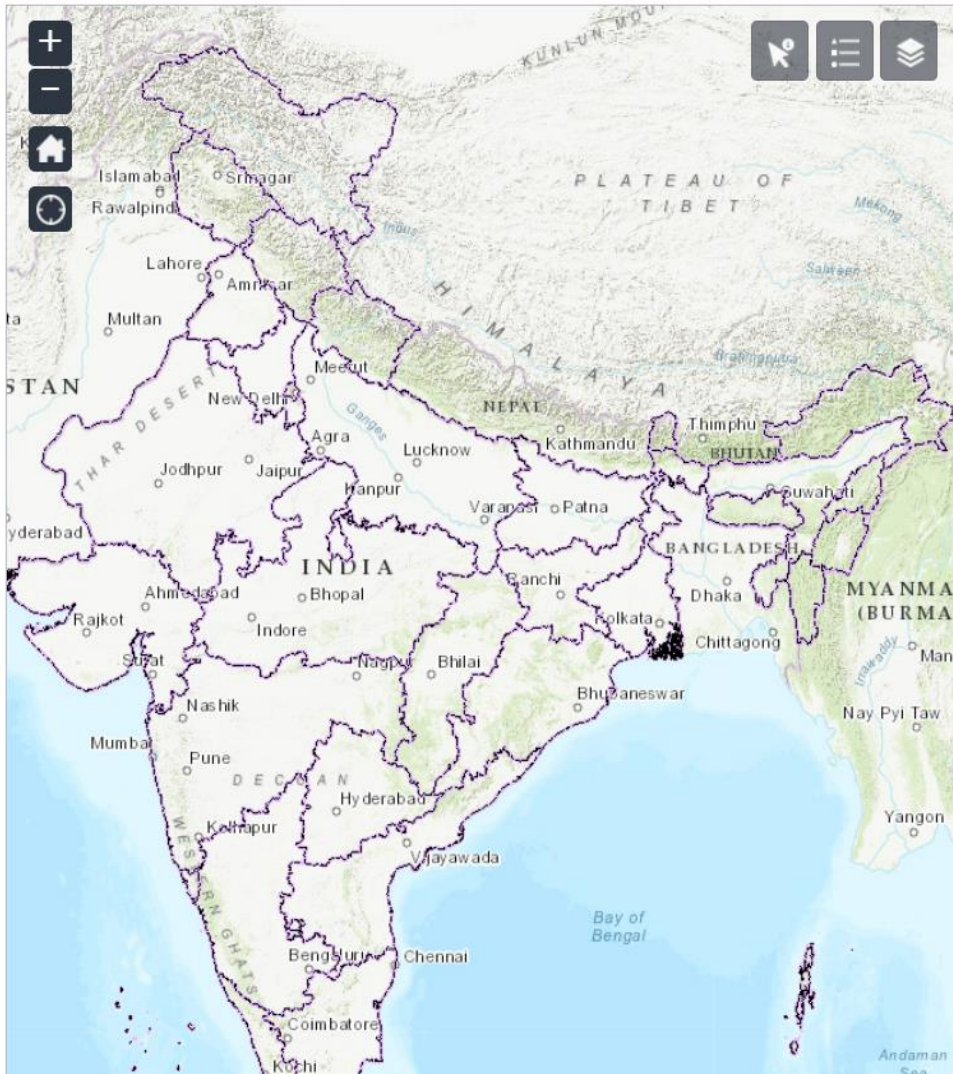 +
−
KUNLUN MOU
Islamabad
Srinagar
Rawalpind
PLATEAU OF
TIBET
Mekong
Salween
Indus
Lahore
Amritsar
HIMALAYA
Multan
Brahmaputra
STAN
THAR DESERT
Meerut
New Delhi
NEPAL
Ganges
Kathmandu
Thimphu
BHUTAN
Agra
Lucknow
Jodhpur
Jaipur
Kanpur
Suwahati
Varanasi
Patna
yderabad
BANGLADESH
INDIA
Ranchi
MYANMA
(BURMA
Ahmedabad
Bhopal
Dhaka
Rajkot
Indore
Kolkata
Chittagong
Irrawaddy
Man
Surat
Nagpur
Bhilai
Nashik
Bhubaneswar
Nay Pyi Taw
Mumbai
Pune
DECCAN
Hyderabad
Yangon
Kolhapur
WESTERN GHATS
Vijayawada
Bay of
Bengal
Bengaluru
Chennai
Coimbatore
Kochi
Andaman
Sea